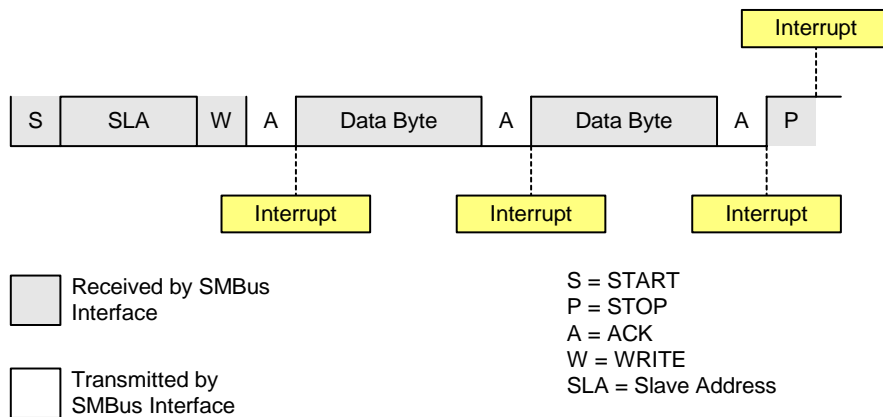 Interrupt
S SLA W A Data Byte A Data Byte A P
Interrupt Interrupt Interrupt
Received by SMBus
Interface
Transmitted by
SMBus Interface
S = START
P = STOP
A = ACK
W = WRITE
SLA = Slave Address